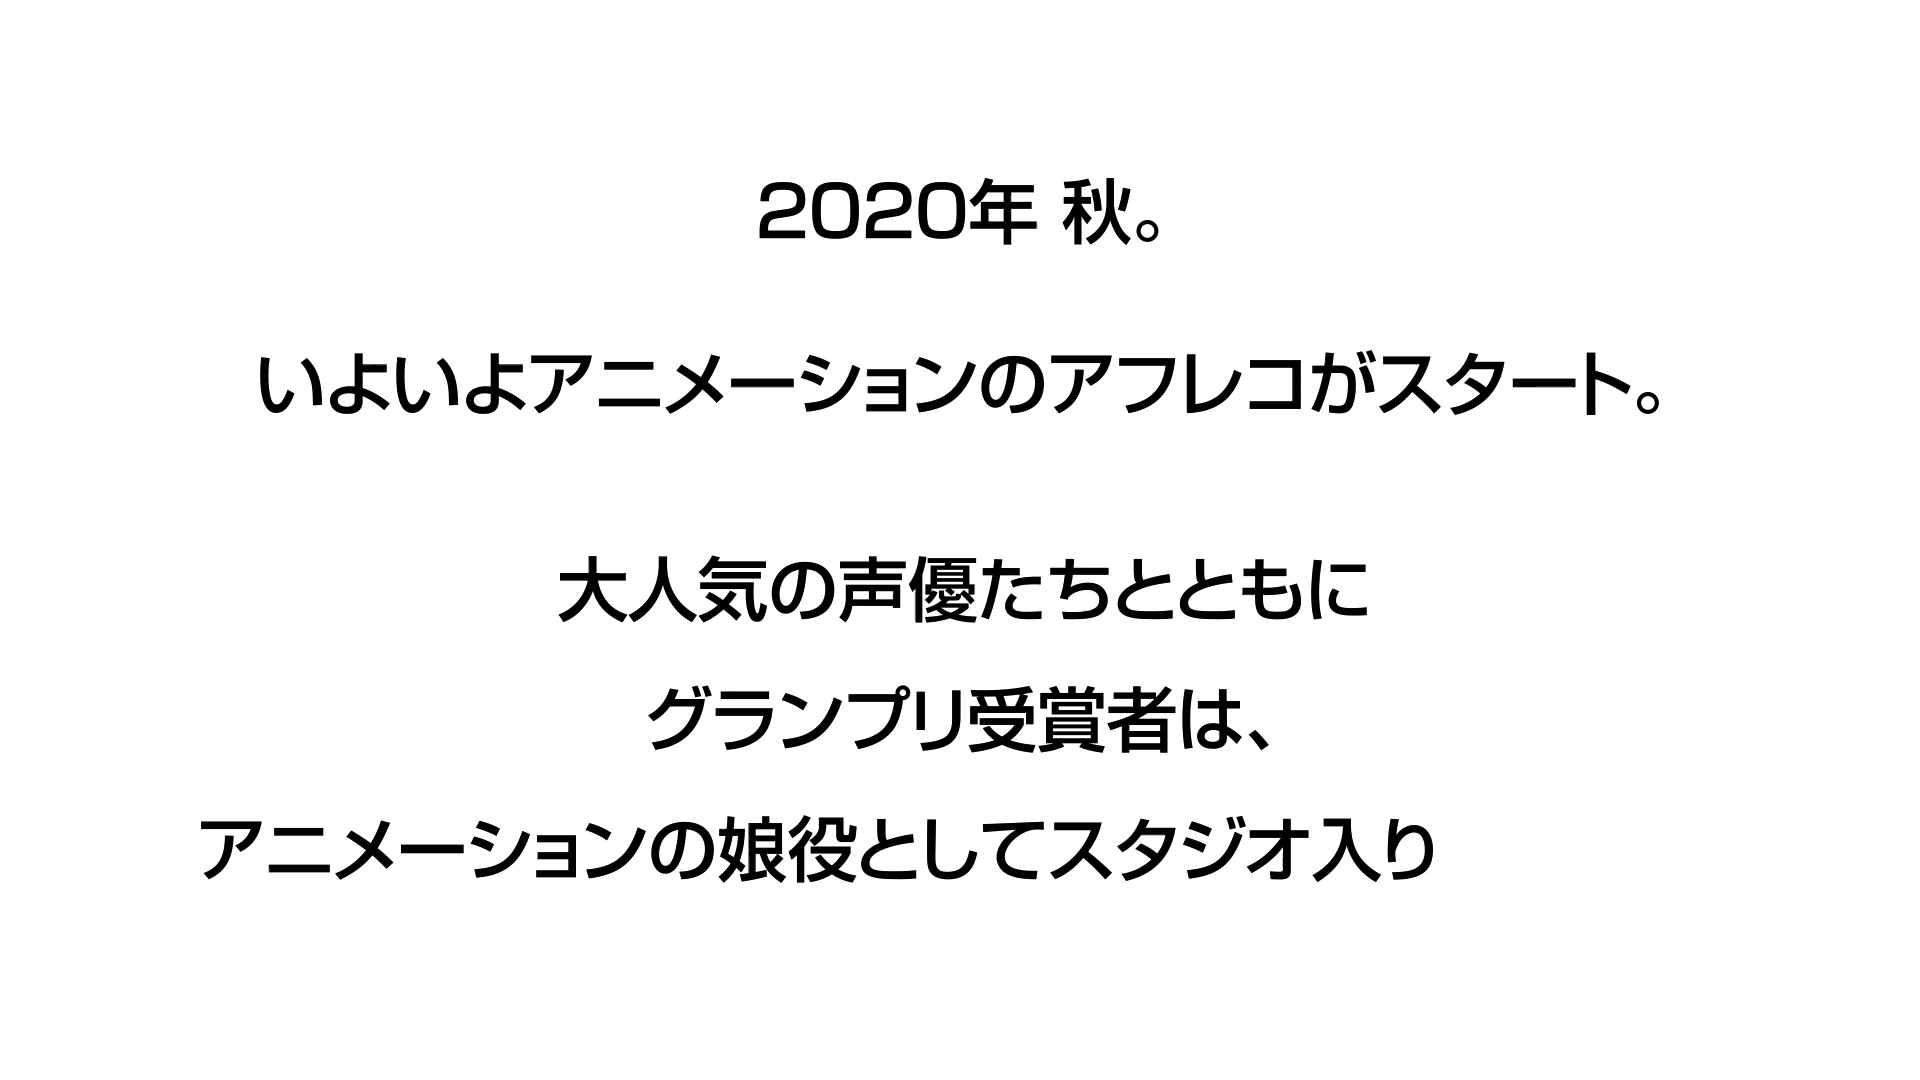 2020年 秋。
いよいよアニメーションのアフレコがスタート。
大人気の声優たちとともに
グランプリ受賞者は、
アニメーションの娘役としてスタジオ入り